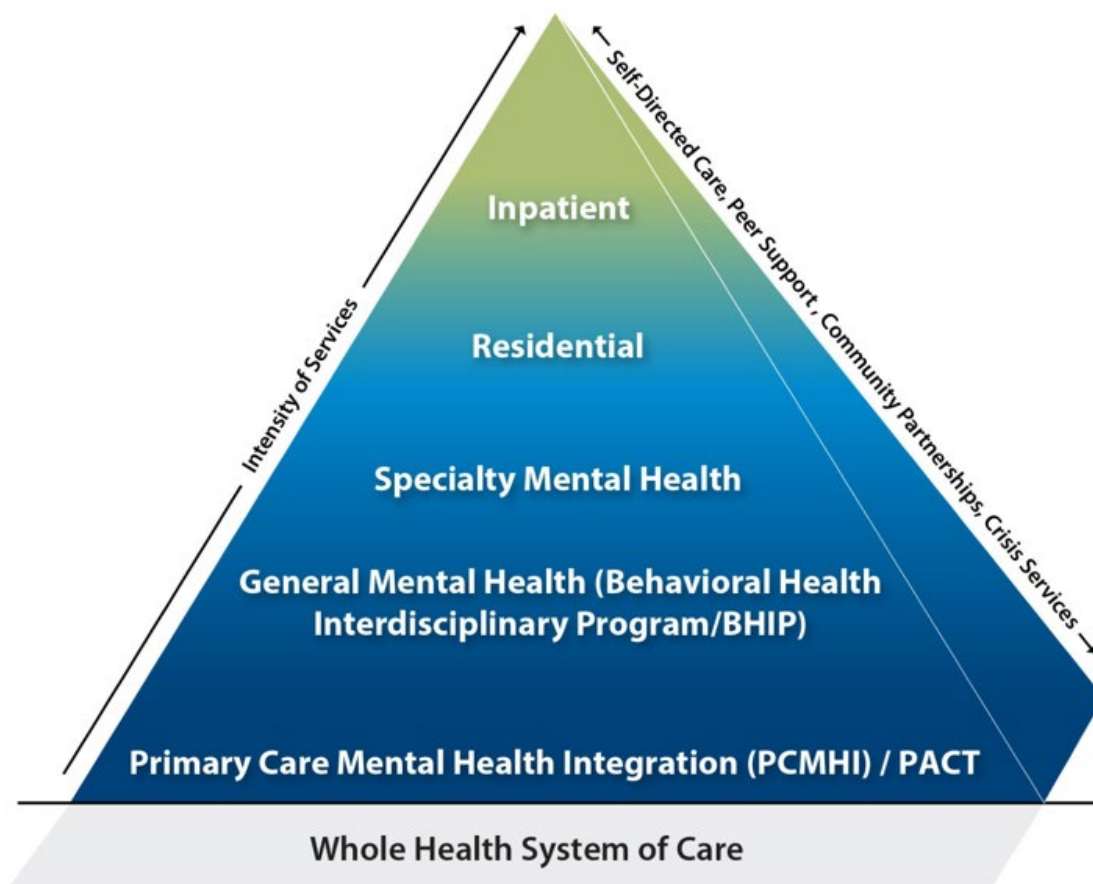 Intensity of Services
← Self-Directed Care, Peer Support , Community Partnerships, Crisis Services →
Inpatient
Residential
Specialty Mental Health
General Mental Health (Behavioral Health
Interdisciplinary Program/BHIP)
Primary Care Mental Health Integration (PCMHI) / PACT
Whole Health System of Care